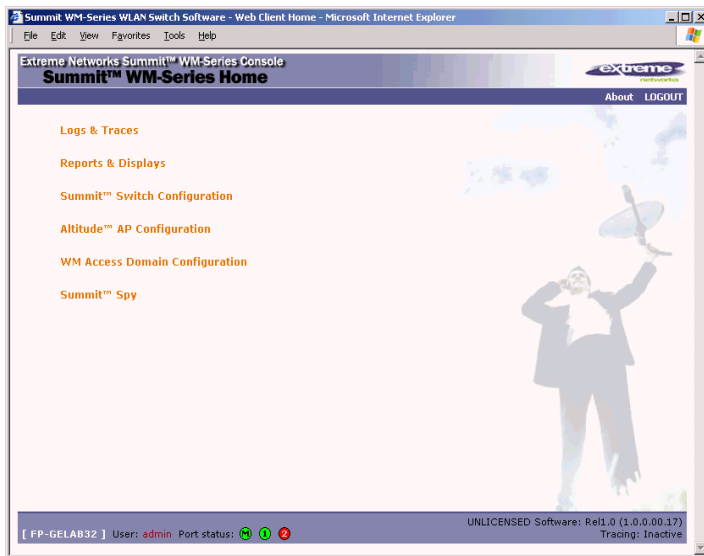 Summit WM-Series WLAN Switch Software - Web Client Home - Microsoft Internet Explorer
File Edit View Favorites Tools Help
Extreme Networks Summit™ WM-Series Console
Summit™ WM-Series Home
extreme
networks
About LOGOUT
Logs & Traces
Reports & Displays
Summit™ Switch Configuration
Altitude™ AP Configuration
WM Access Domain Configuration
Summit™ Spy
UNLICENSED Software: Rel1.0 (1.0.0.00.17)
[ FP-GELAB32 ] User: admin Port status: M 1 2
Tracing: Inactive